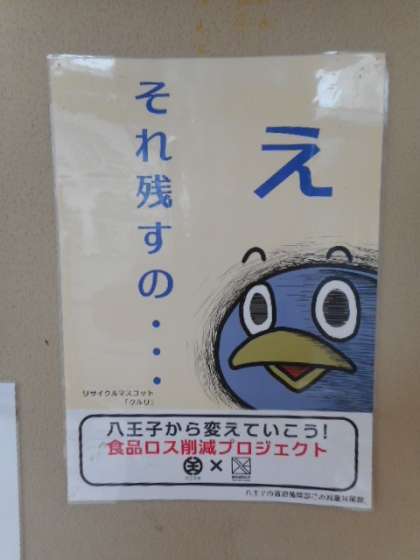 え
それ残すの・・・
リサイクルマスコット
「クルリ」
八王子から変えていこう!
食品ロス削減プロジェクト
×